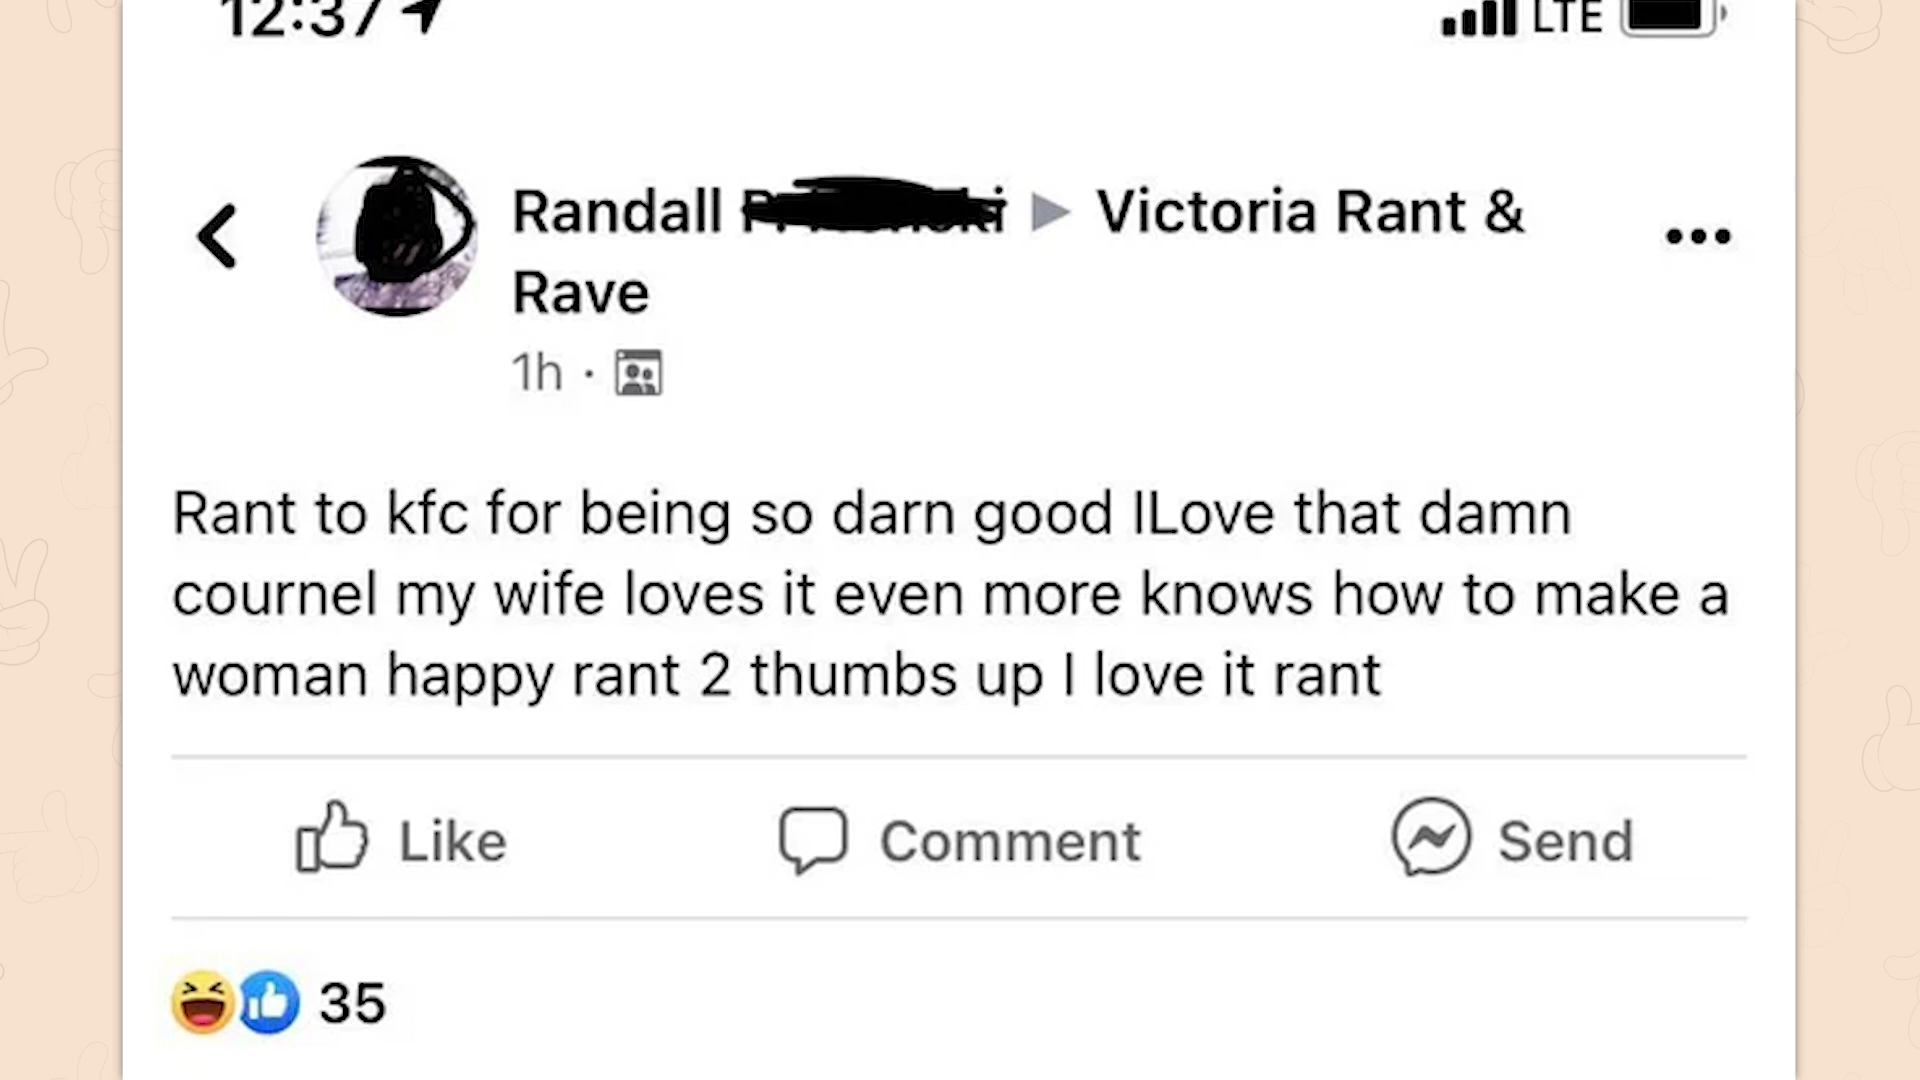 12:37
LTE
Randall Victoria Rant &
Rave
1h ·
Rant to kfc for being so darn good ILove that damn
cournel my wife loves it even more knows how to make a
woman happy rant 2 thumbs up I love it rant
Like
Comment
Send
35